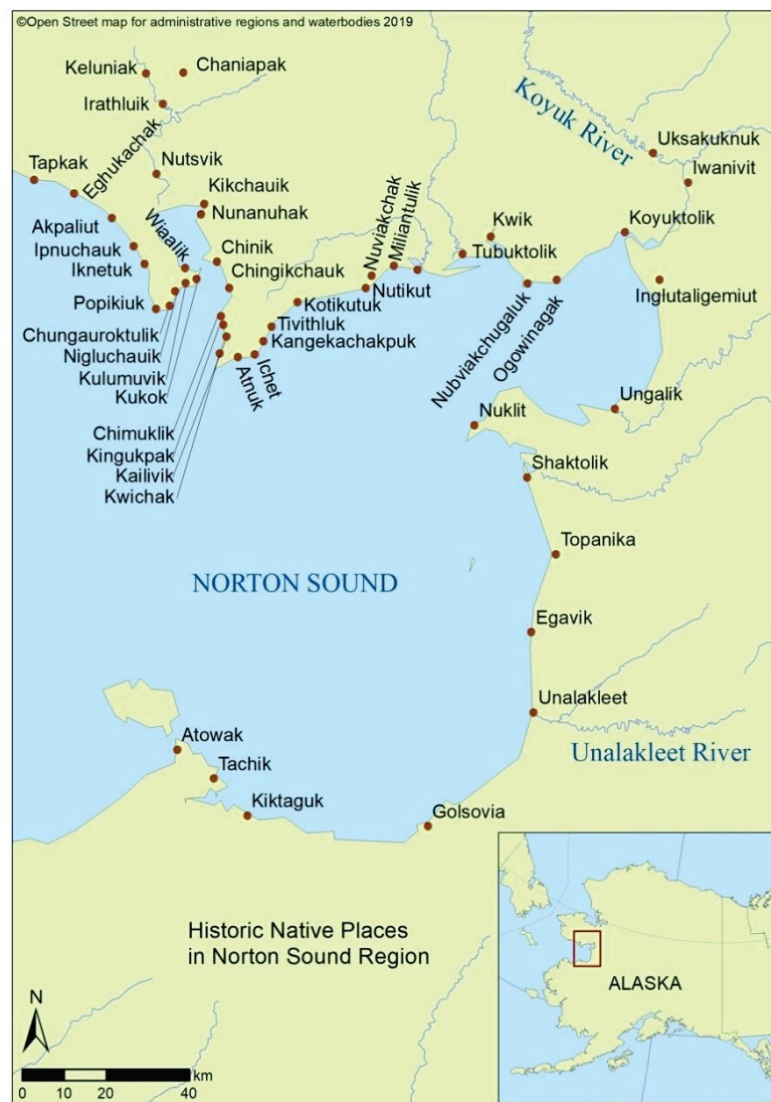 ©Open Street map for administrative regions and waterbodies 2019
Keluniak
Chaniapak
Irathluik
Koyuk River
Uksakuknuk
Iwanivit
Tapkak
Eghukachak
Nutsvik
Kikchauik
Nunanuhak
Akpaliut
Wiaalik
Ipnuchauk
Iknetuk
Chinik
Chingikchauk
Nuviakchak
Miliantulik
Kwik
Tubuktolik
Koyuktolik
Popikiuk
Kotikutuk
Nutikut
Inglutaligemiut
Chungauroktulik
Tivithluk
Nigluchauik
Kangekachakpuk
Kulumuvik
Kukok
Atnuk
Ichet
Nubviakchugaluk
Ogowinagak
Chimuklik
Kingukpak
Kailivik
Kwichak
Nuklit
Ungalik
Shaktolik
Topanika
NORTON SOUND
Egavik
Unalakleet
Unalakleet River
Atowak
Tachik
Kiktaguk
Golsovia
Historic Native Places
in Norton Sound Region
ALASKA
N
km
0 10 20 40